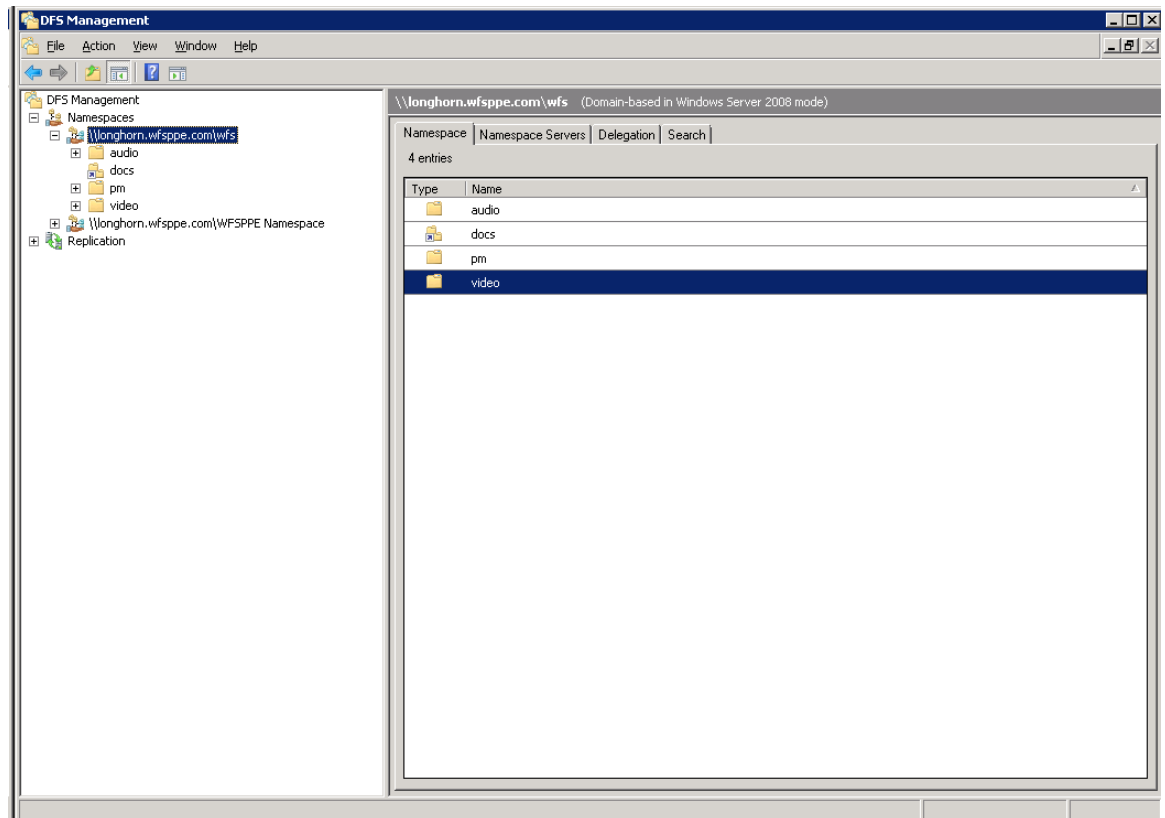 DFS Management
File Action View Window Help
DFS Management
Namespaces
\\longhorn.wfsppe.com\wfs
audio
docs
pm
video
\\longhorn.wfsppe.com\WFSPPE Namespace
Replication
\\longhorn.wfsppe.com\wfs (Domain-based in Windows Server 2008 mode)
Namespace Namespace Servers Delegation Search
4 entries
Type Name
audio
docs
pm
video